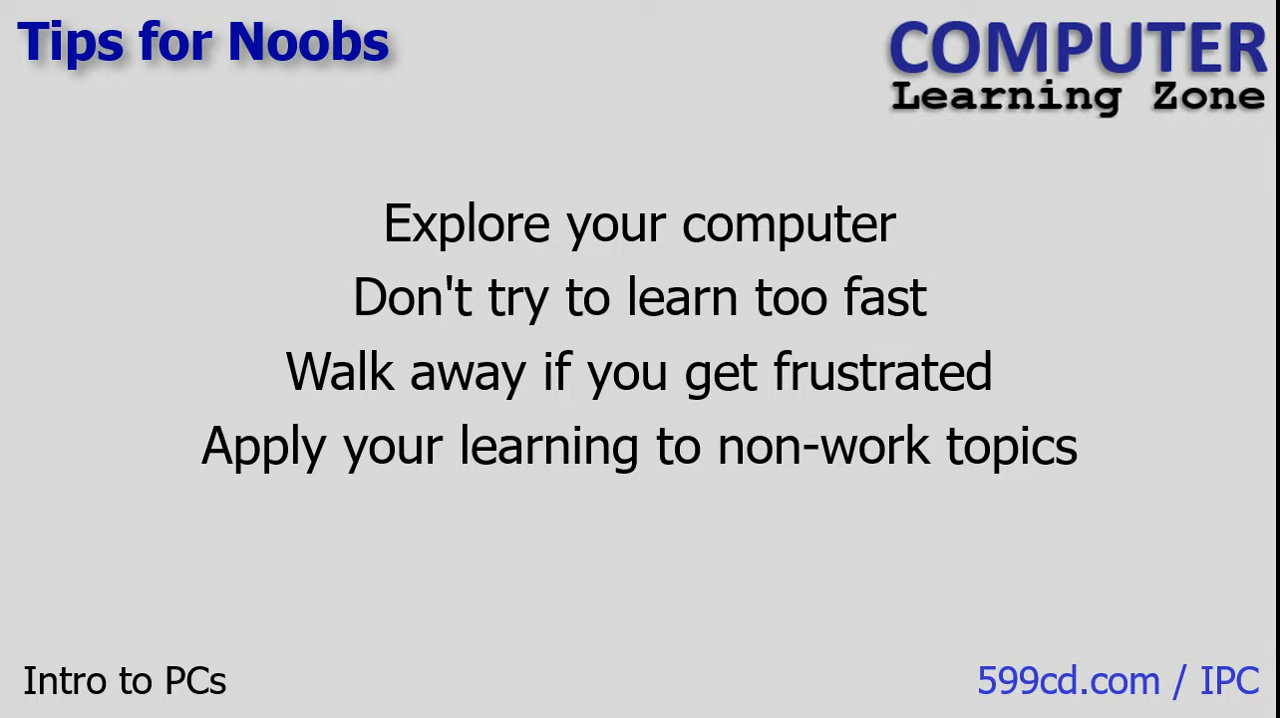 Tips for Noobs
COMPUTER
Learning Zone
Explore your computer
Don't try to learn too fast
Walk away if you get frustrated
Apply your learning to non-work topics
Intro to PCs
599cd.com / IPC